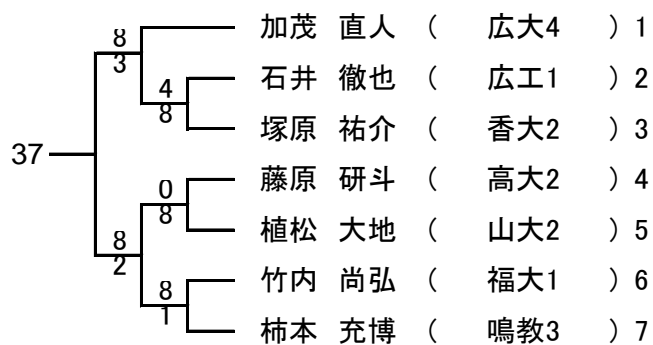 加茂 直人 ( 広大4 ) 1
8
3
石井 徹也 ( 広工1 ) 2
4
8
塚原 祐介 ( 香大2 ) 3
37
藤原 研斗 ( 高大2 ) 4
0
8
植松 大地 ( 山大2 ) 5
8
2
竹内 尚弘 ( 福大1 ) 6
8
1
柿本 充博 ( 鳴教3 ) 7